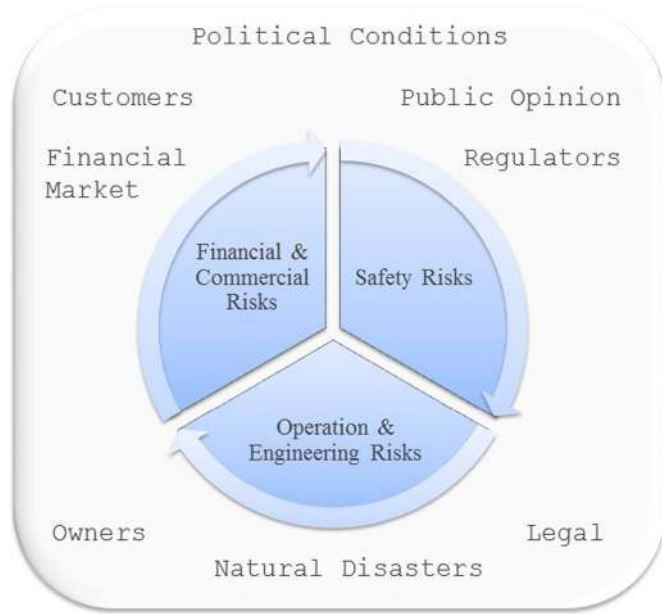 Political Conditions
Customers
Public Opinion
Financial
Market
Regulators
Financial &
Commercial
Risks
Safety Risks
Operation &
Engineering Risks
Owners
Legal
Natural Disasters